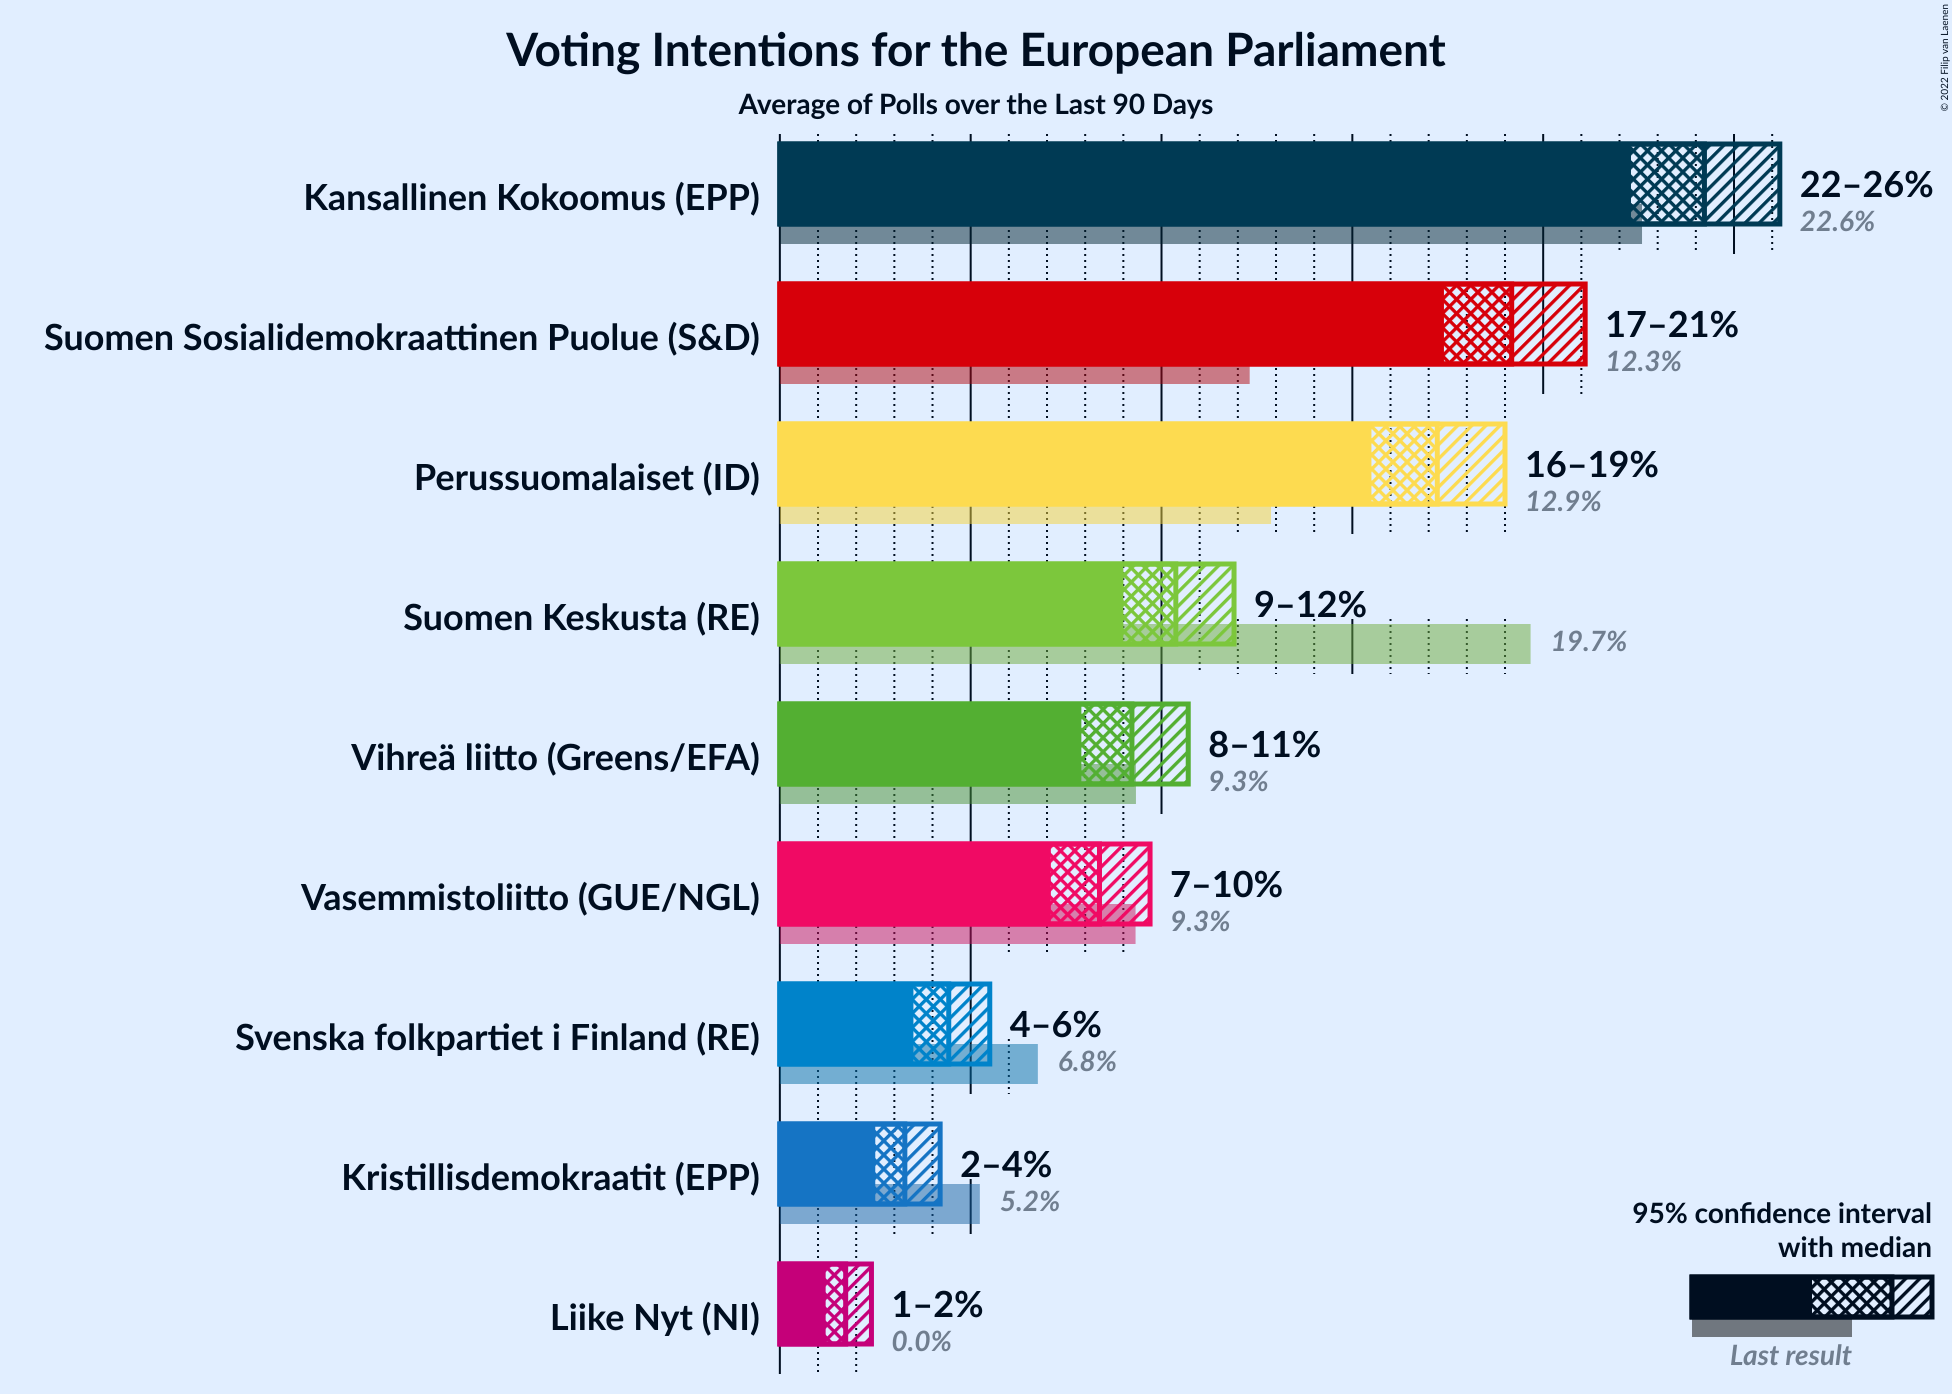 Voting Intentions for the European Parliament
Average of Polls over the Last 90 Days
© 2022 Filip van Laenen
Kansallinen Kokoomus (EPP)
22–26%
22.6%
Suomen Sosialidemokraattinen Puolue (S&D)
17–21%
12.3%
Perussuomalaiset (ID)
16–19%
12.9%
Suomen Keskusta (RE)
9–12%
19.7%
Vihreä liitto (Greens/EFA)
8–11%
9.3%
Vasemmistoliitto (GUE/NGL)
7–10%
9.3%
Svenska folkpartiet i Finland (RE)
4–6%
6.8%
Kristillisdemokraatit (EPP)
2–4%
5.2%
Liike Nyt (NI)
1–2%
0.0%
95% confidence interval
with median
Last result